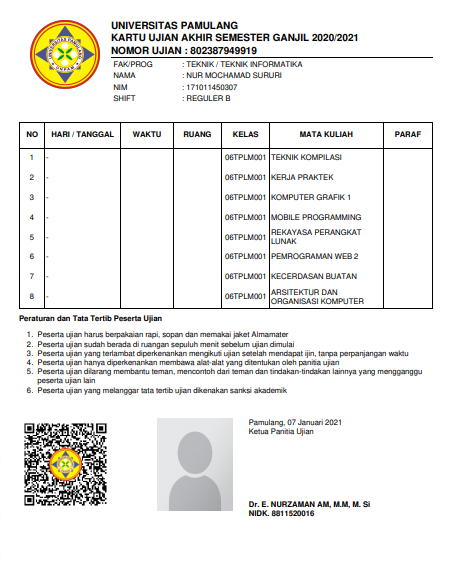 UNIVERSITAS PAMULANG
KARTU UJIAN AKHIR SEMESTER GANJIL 2020/2021
NOMOR UJIAN : 802387949919
FAK/PROG : TEKNIK / TEKNIK INFORMATIKA
NAMA : NUR MOCHAMAD SURURI
NIM : 171011450307
SHIFT : REGULER B
NO HARI / TANGGAL WAKTU RUANG KELAS MATA KULIAH PARAF
1 - 06TPLM001 TEKNIK KOMPILASI
2 - 06TPLM001 KERJA PRAKTEK
3 - 06TPLM001 KOMPUTER GRAFIK 1
4 - 06TPLM001 MOBILE PROGRAMMING
5 - 06TPLM001 REKAYASA PERANGKAT
LUNAK
6 - 06TPLM001 PEMROGRAMAN WEB 2
7 - 06TPLM001 KECERDASAN BUATAN
8 - 06TPLM001 ARSITEKTUR DAN
ORGANISASI KOMPUTER
Peraturan dan Tata Tertib Peserta Ujian
1. Peserta ujian harus berpakaian rapi, sopan dan memakai jaket Almamater
2. Peserta ujian sudah berada di ruangan sepuluh menit sebelum ujian dimulai
3. Peserta ujian yang terlambat diperkenankan mengikuti ujian setelah mendapat ijin, tanpa perpanjangan waktu
4. Peserta ujian hanya diperkenankan membawa alat-alat yang ditentukan oleh panitia ujian
5. Peserta ujian dilarang membantu teman, mencontoh dari teman dan tindakan-tindakan lainnya yang mengganggu
peserta ujian lain
6. Peserta ujian yang melanggar tata tertib ujian dikenakan sanksi akademik
Pamulang, 07 Januari 2021
Ketua Panitia Ujian
Dr. E. NURZAMAN AM, M.M, M. Si
NIDK. 8811520016